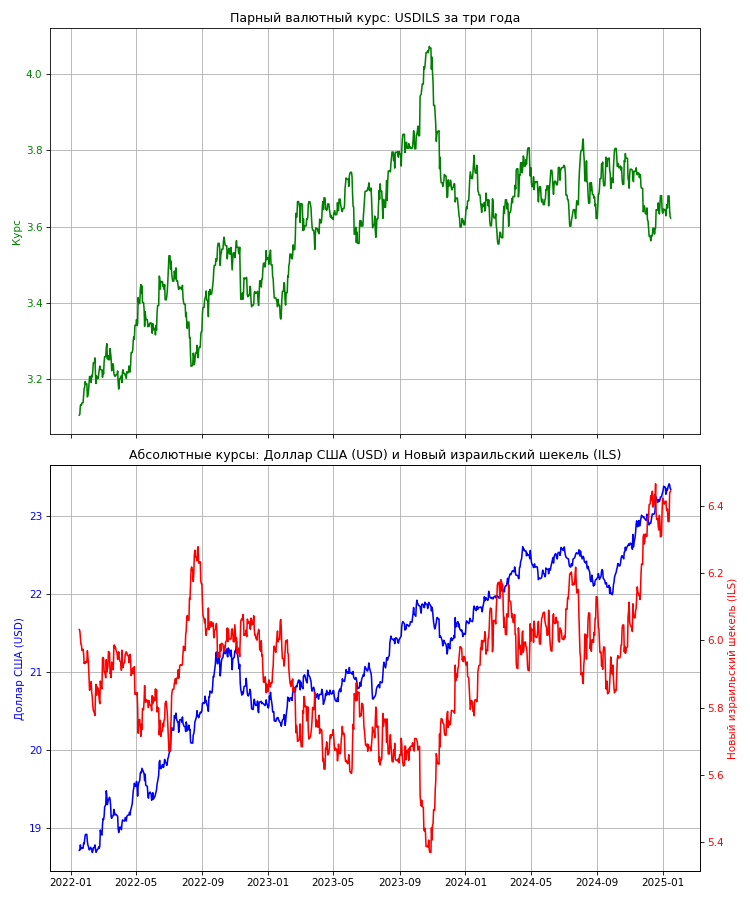 Парный валютный курс: USDILS за три года
4.0
3.8
3.6
3.4
3.2
Курс
Абсолютные курсы: Доллар США (USD) и Новый израильский шекель (ILS)
23
22
21
20
19
Доллар США (USD)
6.4
6.2
6.0
5.8
5.6
5.4
Новый израильский шекель (ILS)
2022-01 2022-05 2022-09 2023-01 2023-05 2023-09 2024-01 2024-05 2024-09 2025-01